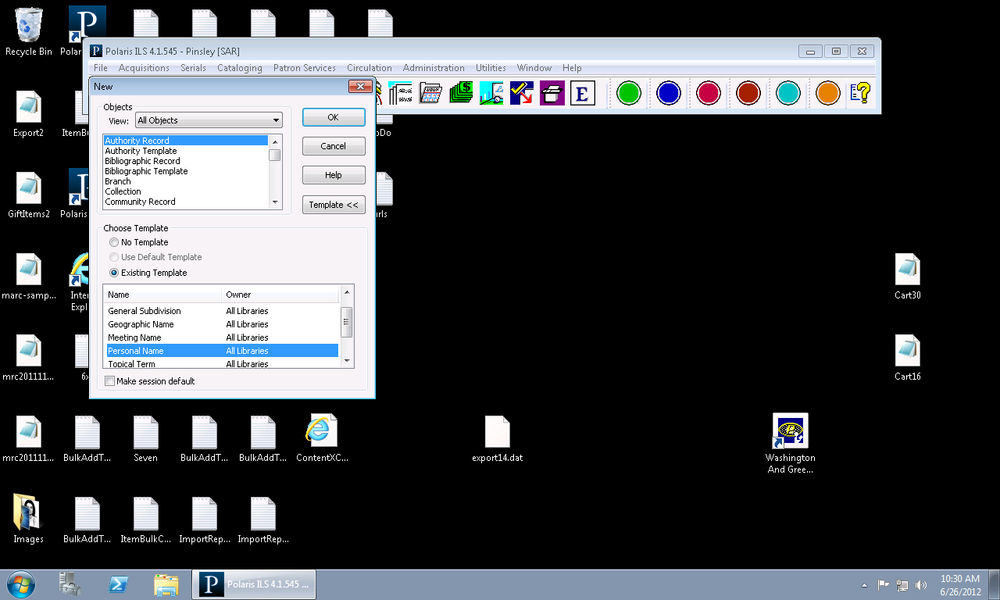 Recycle Bin
Polaris ILS 4.1.545 - Pinsley [SAR]
File Acquisitions Serials Cataloging Patron Services Circulation Administration Utilities Window Help
E
New
Objects
View: All Objects
OK
Authority Record
Authority Template
Bibliographic Record
Bibliographic Template
Branch
Collection
Community Record
Cancel
Help
Template <<
Choose Template
No Template
Use Default Template
Existing Template
Name Owner
General Subdivision All Libraries
Geographic Name All Libraries
Meeting Name All Libraries
Personal Name All Libraries
Topical Term All Libraries
Make session default
Export2
GiftItems2
marc-samp...
mrc201111...
Cart30
Cart16
mrc201111...
BulkAddT...
Seven
BulkAddT...
BulkAddT...
ContentXC...
export14.dat
Washington
And Gree...
Images
BulkAddT...
ItemBulkC...
ImportRep...
ImportRep...
P
Polaris ILS 4.1.545 ...
10:30 AM
6/26/2012